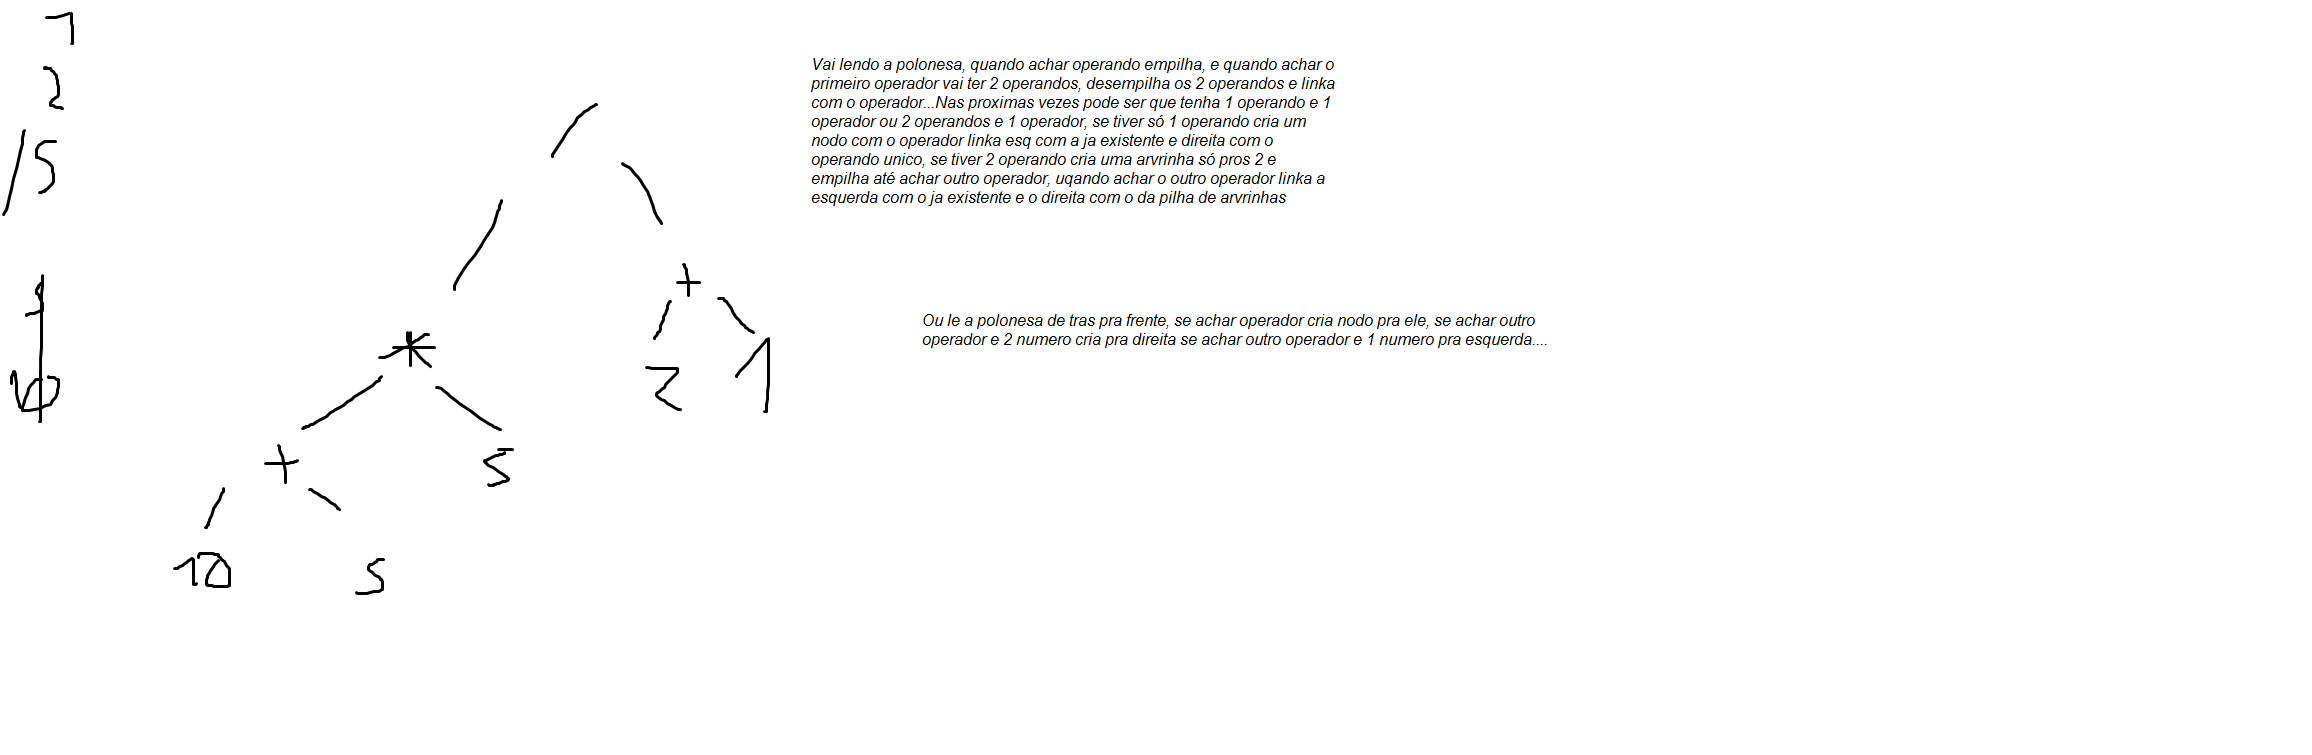 1
2
5
10
Vai lendo a polonesa, quando achar operando empilha, e quando achar o
primeiro operador vai ter 2 operandos, desempilha os 2 operandos e linka
com o operador...Nas proximas vezes pode ser que tenha 1 operando e 1
operador ou 2 operandos e 1 operador, se tiver só 1 operando cria um
nodo com o operador linka esq com a ja existente e direita com o
operando unico, se tiver 2 operando cria uma arvrinha só pros 2 e
empilha até achar outro operador, uqando achar o outro operador linka a
esquerda com o ja existente e o direita com o da pilha de arvrinhas
/
+
2 1
*
+ 5
10 5
Ou le a polonesa de tras pra frente, se achar operador cria nodo pra ele, se achar outro
operador e 2 numero cria pra direita se achar outro operador e 1 numero pra esquerda....